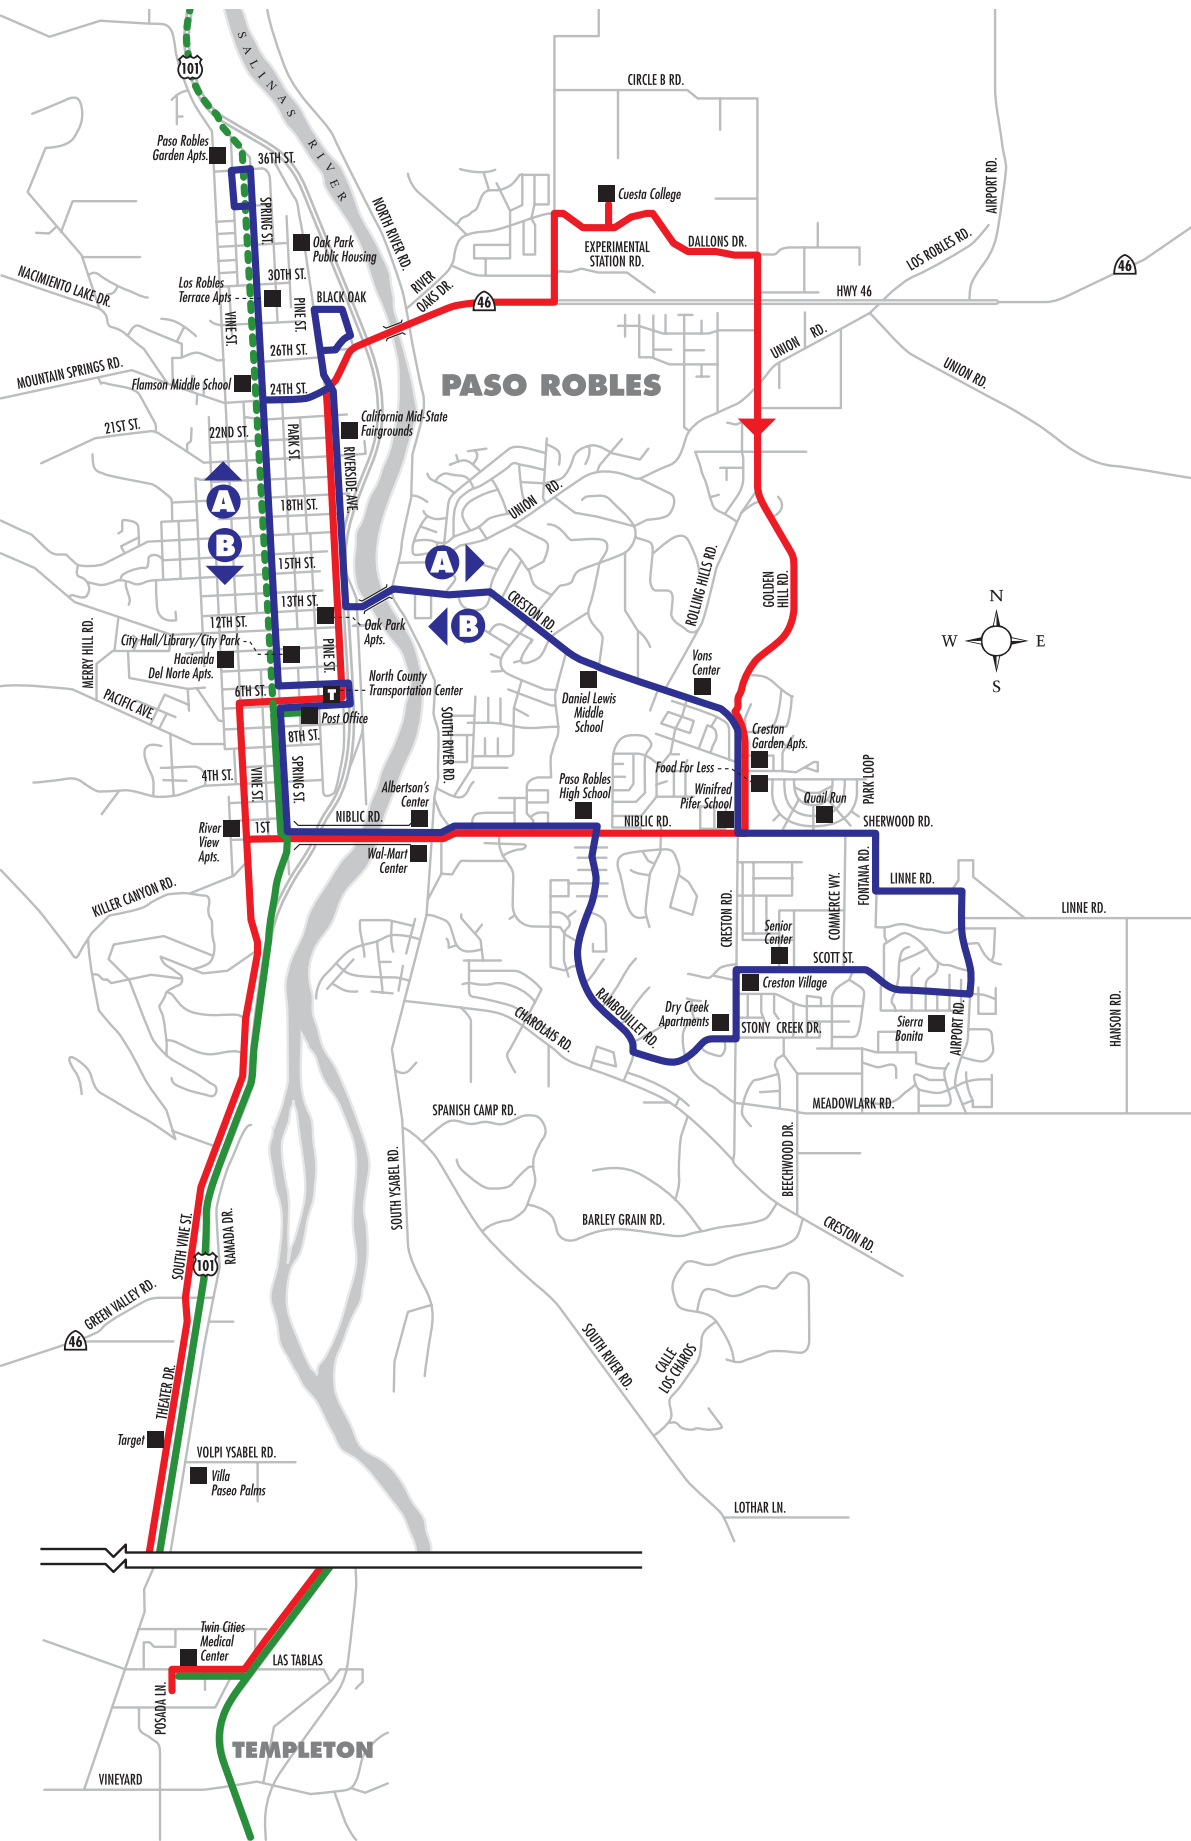 SALINAS RIVER
101
CIRCLE B RD.
Paso Robles
Garden Apts.
36TH ST.
AIRPORT RD.
Cuesta College
SPRING ST.
NORTH RIVER RD.
Oak Park
Public Housing
EXPERIMENTAL
STATION RD.
DALLONS DR.
LOS ROBLES RD.
46
NACIMIENTO LAKE DR.
30TH ST.
Los Robles
Terrace Apts
RIVER
OAKS DR.
BLACK OAK
PINE ST.
VINE ST.
46
HWY 46
26TH ST.
UNION RD.
UNION RD.
MOUNTAIN SPRINGS RD.
Flamson Middle School
24TH ST.
PASO ROBLES
21ST ST.
22ND ST.
PARK ST.
California Mid-State
Fairgrounds
RIVERSIDE AVE.
A
18TH ST.
UNION RD.
B
15TH ST.
A
ROLLING HILLS RD.
GOLDEN
HILL RD.
13TH ST.
CRESTON RD.
N
W
E
S
12TH ST.
Oak Park
Apts.
B
MERRY HILL RD.
City Hall/Library/City Park
PINE ST.
Hacienda
Del Norte Apts.
Vons
Center
6TH ST.
T
North County
Transportation Center
Daniel Lewis
Middle
School
PACIFIC AVE.
Post Office
8TH ST.
SOUTH RIVER RD.
Creston
Garden Apts.
4TH ST.
VINE ST.
SPRING ST.
Food For Less
PARK LOOP
Albertson's
Center
Paso Robles
High School
Winifred
Pifer School
Quail Run
River
View
Apts.
1ST
NIBLIC RD.
NIBLIC RD.
SHERWOOD RD.
Wal-Mart
Center
KILLER CANYON RD.
FONTANA RD.
LINNE RD.
LINNE RD.
CRESTON RD.
COMMERCE WY.
Senior
Center
SCOTT ST.
Creston Village
RAMBOUILLET RD.
Dry Creek
Apartments
STONY CREEK DR.
Sierra
Bonita
AIRPORT RD.
HANSON RD.
CHAROLAIS RD.
SPANISH CAMP RD.
MEADOWLARK RD.
BEECHWOOD DR.
SOUTH YSABEL RD.
BARLEY GRAIN RD.
CRESTON RD.
SOUTH VINE ST.
RAMADA DR.
101
GREEN VALLEY RD.
46
SOUTH RIVER RD.
CALLE
LOS CHAROS
THEATER DR.
Target
VOLPI YSABEL RD.
Villa
Paseo Palms
LOTHAR LN.
Twin Cities
Medical
Center
LAS TABLAS
POSADA LN.
TEMPLETON
VINEYARD